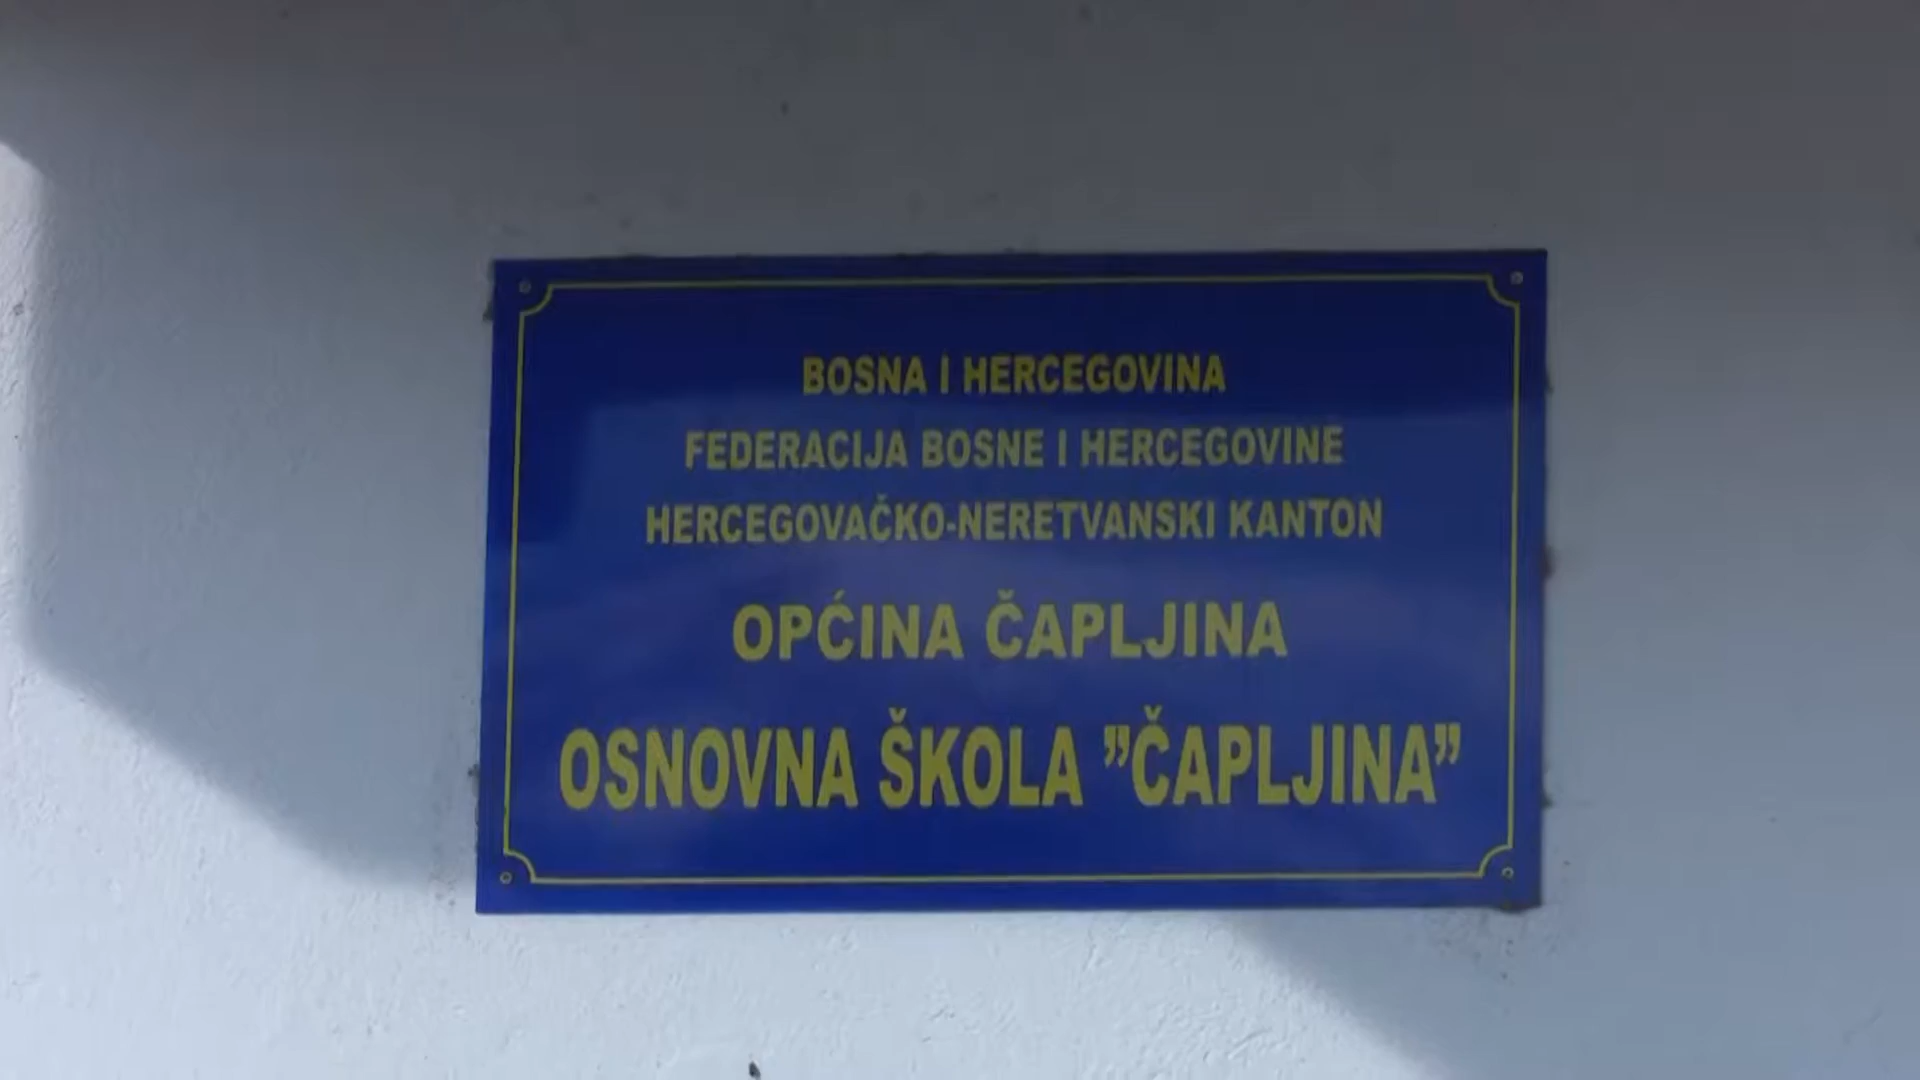 BOSNA I HERCEGOVINA
FEDERACIJA BOSNE I HERCEGOVINE
HERCEGOVAČKO-NERETVANSKI KANTON
OPĆINA ČAPLJINA
OSNOVNA ŠKOLA ”ČAPLJINA”